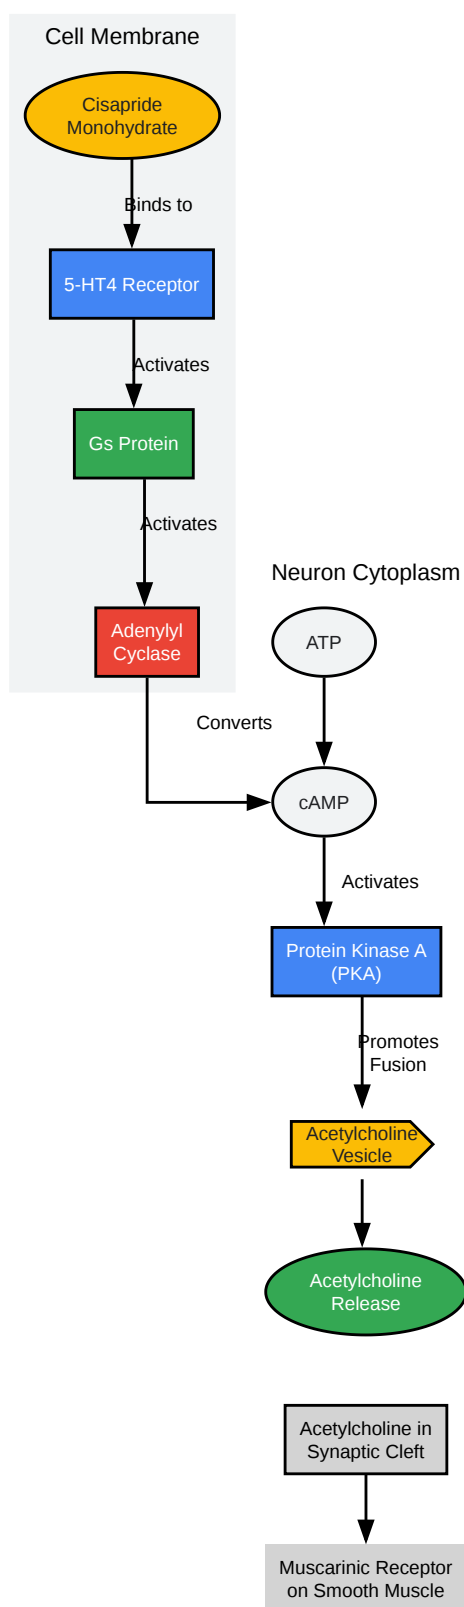 Cell Membrane
Cisapride
Monohydrate
Binds to
5-HT4 Receptor
Activates
Gs Protein
Activates
Neuron Cytoplasm
Adenylyl
Cyclase
ATP
Converts
cAMP
Activates
Protein Kinase A
(PKA)
Promotes
Fusion
Acetylcholine
Vesicle
Acetylcholine
Release
Acetylcholine in
Synaptic Cleft
Muscarinic Receptor
on Smooth Muscle